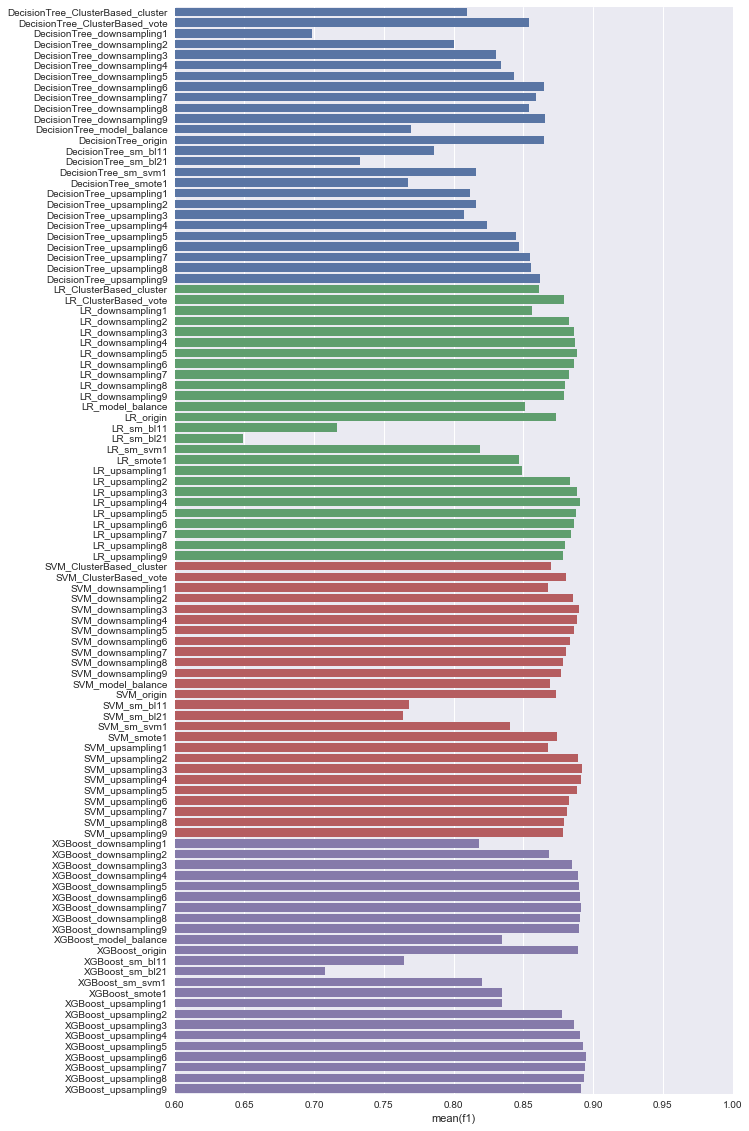 DecisionTree_ClusterBased_cluster
DecisionTree_ClusterBased_vote
DecisionTree_downsampling1
DecisionTree_downsampling2
DecisionTree_downsampling3
DecisionTree_downsampling4
DecisionTree_downsampling5
DecisionTree_downsampling6
DecisionTree_downsampling7
DecisionTree_downsampling8
DecisionTree_downsampling9
DecisionTree_model_balance
DecisionTree_origin
DecisionTree_sm_bl11
DecisionTree_sm_bl21
DecisionTree_sm_svm1
DecisionTree_smote1
DecisionTree_upsampling1
DecisionTree_upsampling2
DecisionTree_upsampling3
DecisionTree_upsampling4
DecisionTree_upsampling5
DecisionTree_upsampling6
DecisionTree_upsampling7
DecisionTree_upsampling8
DecisionTree_upsampling9
LR_ClusterBased_cluster
LR_ClusterBased_vote
LR_downsampling1
LR_downsampling2
LR_downsampling3
LR_downsampling4
LR_downsampling5
LR_downsampling6
LR_downsampling7
LR_downsampling8
LR_downsampling9
LR_model_balance
LR_origin
LR_sm_bl11
LR_sm_bl21
LR_sm_svm1
LR_smote1
LR_upsampling1
LR_upsampling2
LR_upsampling3
LR_upsampling4
LR_upsampling5
LR_upsampling6
LR_upsampling7
LR_upsampling8
LR_upsampling9
SVM_ClusterBased_cluster
SVM_ClusterBased_vote
SVM_downsampling1
SVM_downsampling2
SVM_downsampling3
SVM_downsampling4
SVM_downsampling5
SVM_downsampling6
SVM_downsampling7
SVM_downsampling8
SVM_downsampling9
SVM_model_balance
SVM_origin
SVM_sm_bl11
SVM_sm_bl21
SVM_sm_svm1
SVM_smote1
SVM_upsampling1
SVM_upsampling2
SVM_upsampling3
SVM_upsampling4
SVM_upsampling5
SVM_upsampling6
SVM_upsampling7
SVM_upsampling8
SVM_upsampling9
XGBoost_downsampling1
XGBoost_downsampling2
XGBoost_downsampling3
XGBoost_downsampling4
XGBoost_downsampling5
XGBoost_downsampling6
XGBoost_downsampling7
XGBoost_downsampling8
XGBoost_downsampling9
XGBoost_model_balance
XGBoost_origin
XGBoost_sm_bl11
XGBoost_sm_bl21
XGBoost_sm_svm1
XGBoost_smote1
XGBoost_upsampling1
XGBoost_upsampling2
XGBoost_upsampling3
XGBoost_upsampling4
XGBoost_upsampling5
XGBoost_upsampling6
XGBoost_upsampling7
XGBoost_upsampling8
XGBoost_upsampling9
0.60 0.65 0.70 0.75 0.80 0.85 0.90 0.95 1.00
mean(f1)